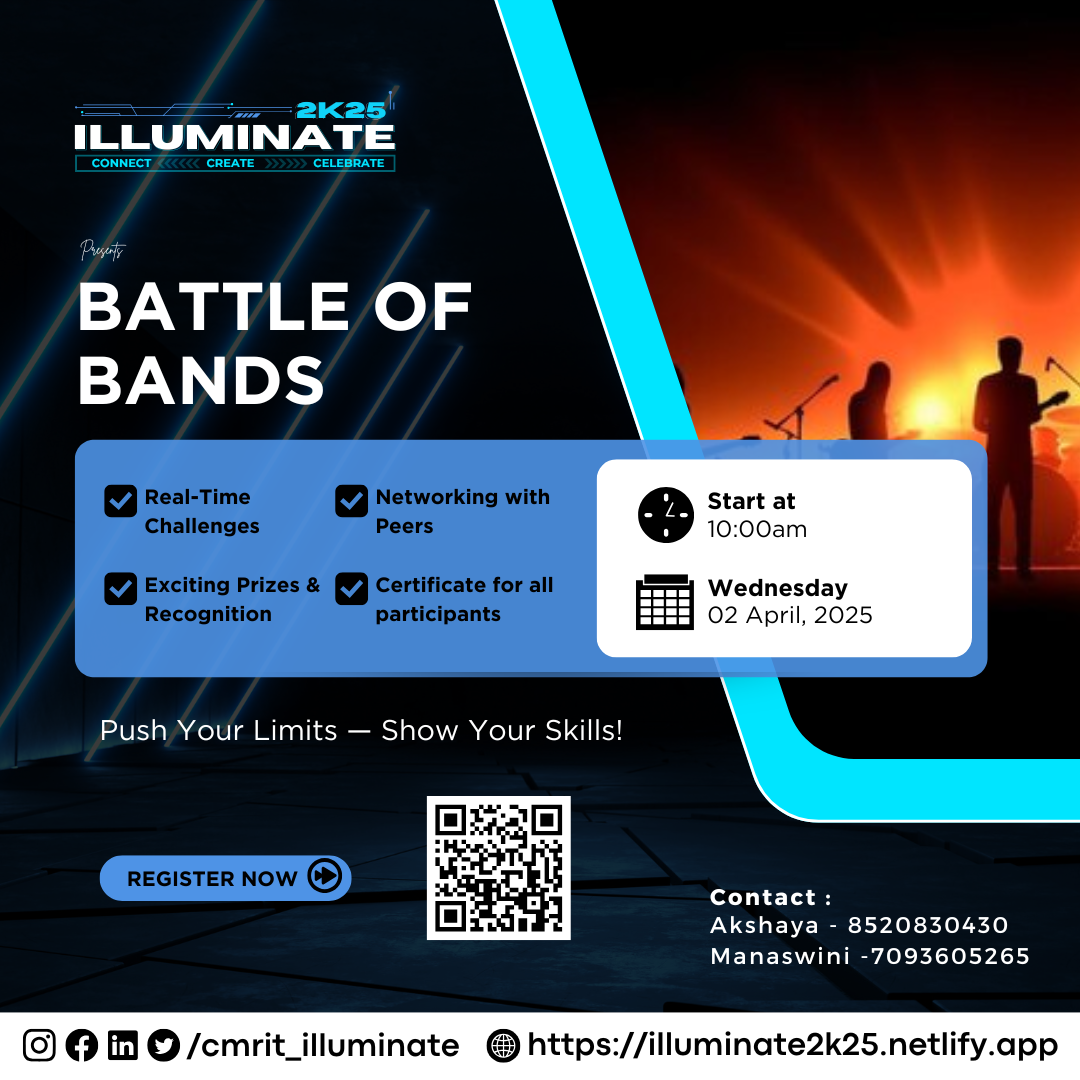 2K25
ILLUMINATE
CONNECT <<<<< CREATE >>>>> CELEBRATE
Presents
BATTLE OF
BANDS
Real-Time
Challenges
Networking with
Peers
Exciting Prizes &
Recognition
Certificate for all
participants
Start at
10:00am
Wednesday
02 April, 2025
Push Your Limits — Show Your Skills!
REGISTER NOW
Contact :
Akshaya - 8520830430
Manaswini -7093605265
/cmrit_illuminate
https://illuminate2k25.netlify.app